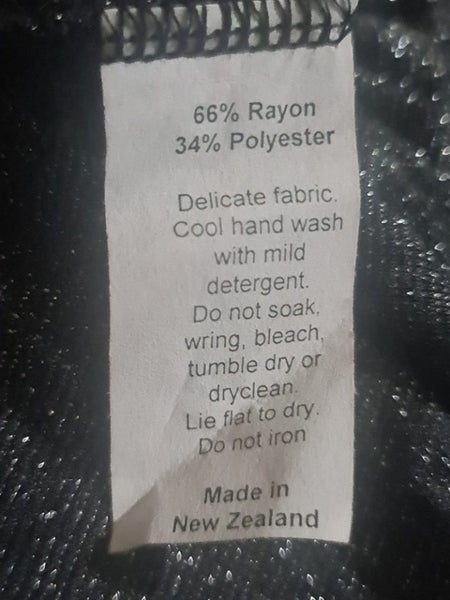 66% Rayon
34% Polyester
Delicate fabric.
Cool hand wash
with mild
detergent.
Do not soak,
wring, bleach,
tumble dry or
dryclean.
Lie flat to dry.
Do not iron
Made in
New Zealand